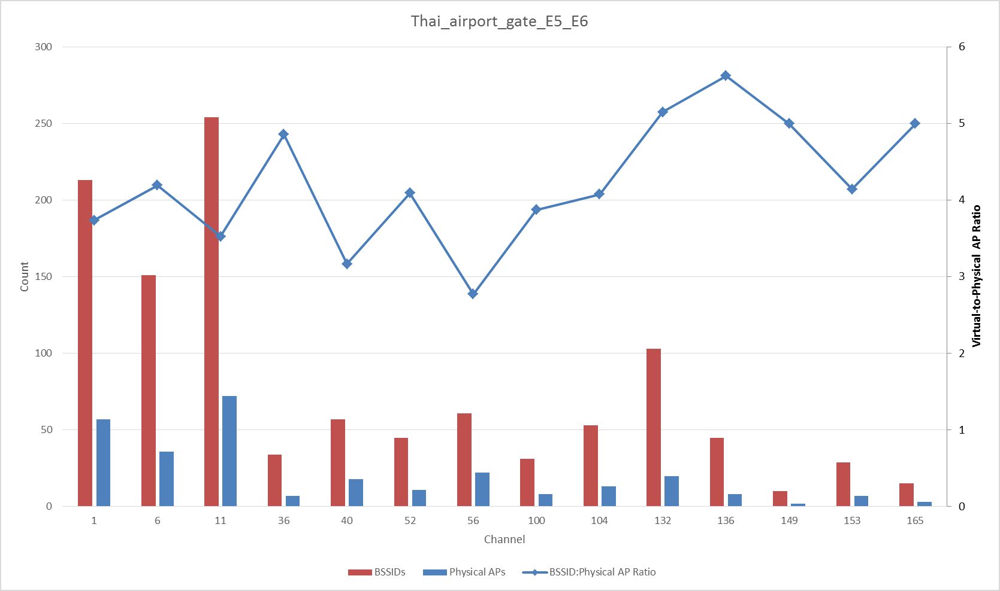 Thai_airport_gate_E5_E6
300
250
200
150
100
50
0
Count
6
5
4
3
2
1
0
Virtual-to-Physical AP Ratio
1 6 11 36 40 52 56 100 104 132 136 149 153 165
Channel
BSSIDs Physical APs BSSID:Physical AP Ratio